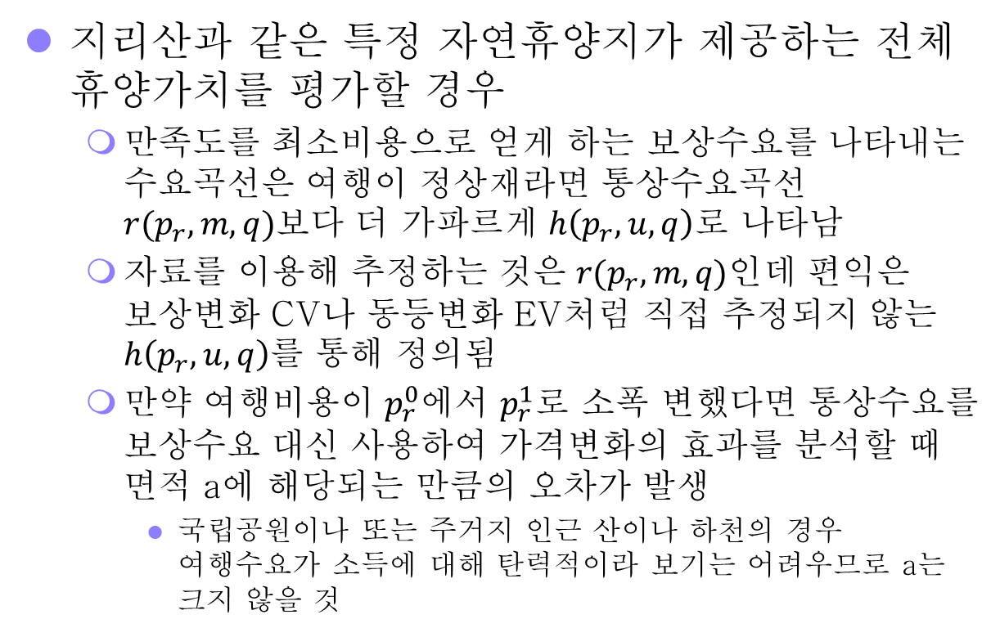 ● 지리산과 같은 특정 자연휴양지가 제공하는 전체
휴양가치를 평가할 경우
❍ 만족도를 최소비용으로 얻게 하는 보상수요를 나타내는
수요곡선은 여행이 정상재라면 통상수요곡선
$r(p_r, m, q)$보다 더 가파르게 $h(p_r, u, q)$로 나타남
❍ 자료를 이용해 추정하는 것은 $r(p_r, m, q)$인데 편익은
보상변화 CV나 동등변화 EV처럼 직접 추정되지 않는
$h(p_r, u, q)$를 통해 정의됨
❍ 만약 여행비용이 $p_r^0$에서 $p_r^1$로 소폭 변했다면 통상수요를
보상수요 대신 사용하여 가격변화의 효과를 분석할 때
면적 a에 해당되는 만큼의 오차가 발생
● 국립공원이나 또는 주거지 인근 산이나 하천의 경우
여행수요가 소득에 대해 탄력적이라 보기는 어려우므로 a는
크지 않을 것